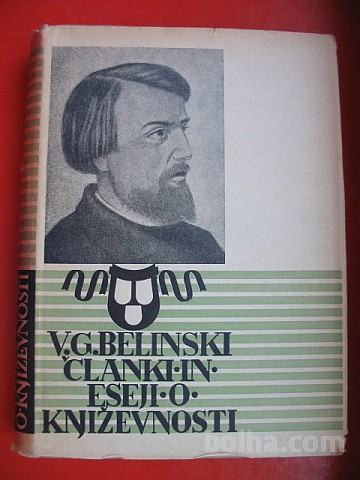 V.G.BELINSKI
ČLANKI·IN·
ESEJI·O·
KNJIŽEVNOSTI
O·KNJIŽEVNOSTI
bolha.com